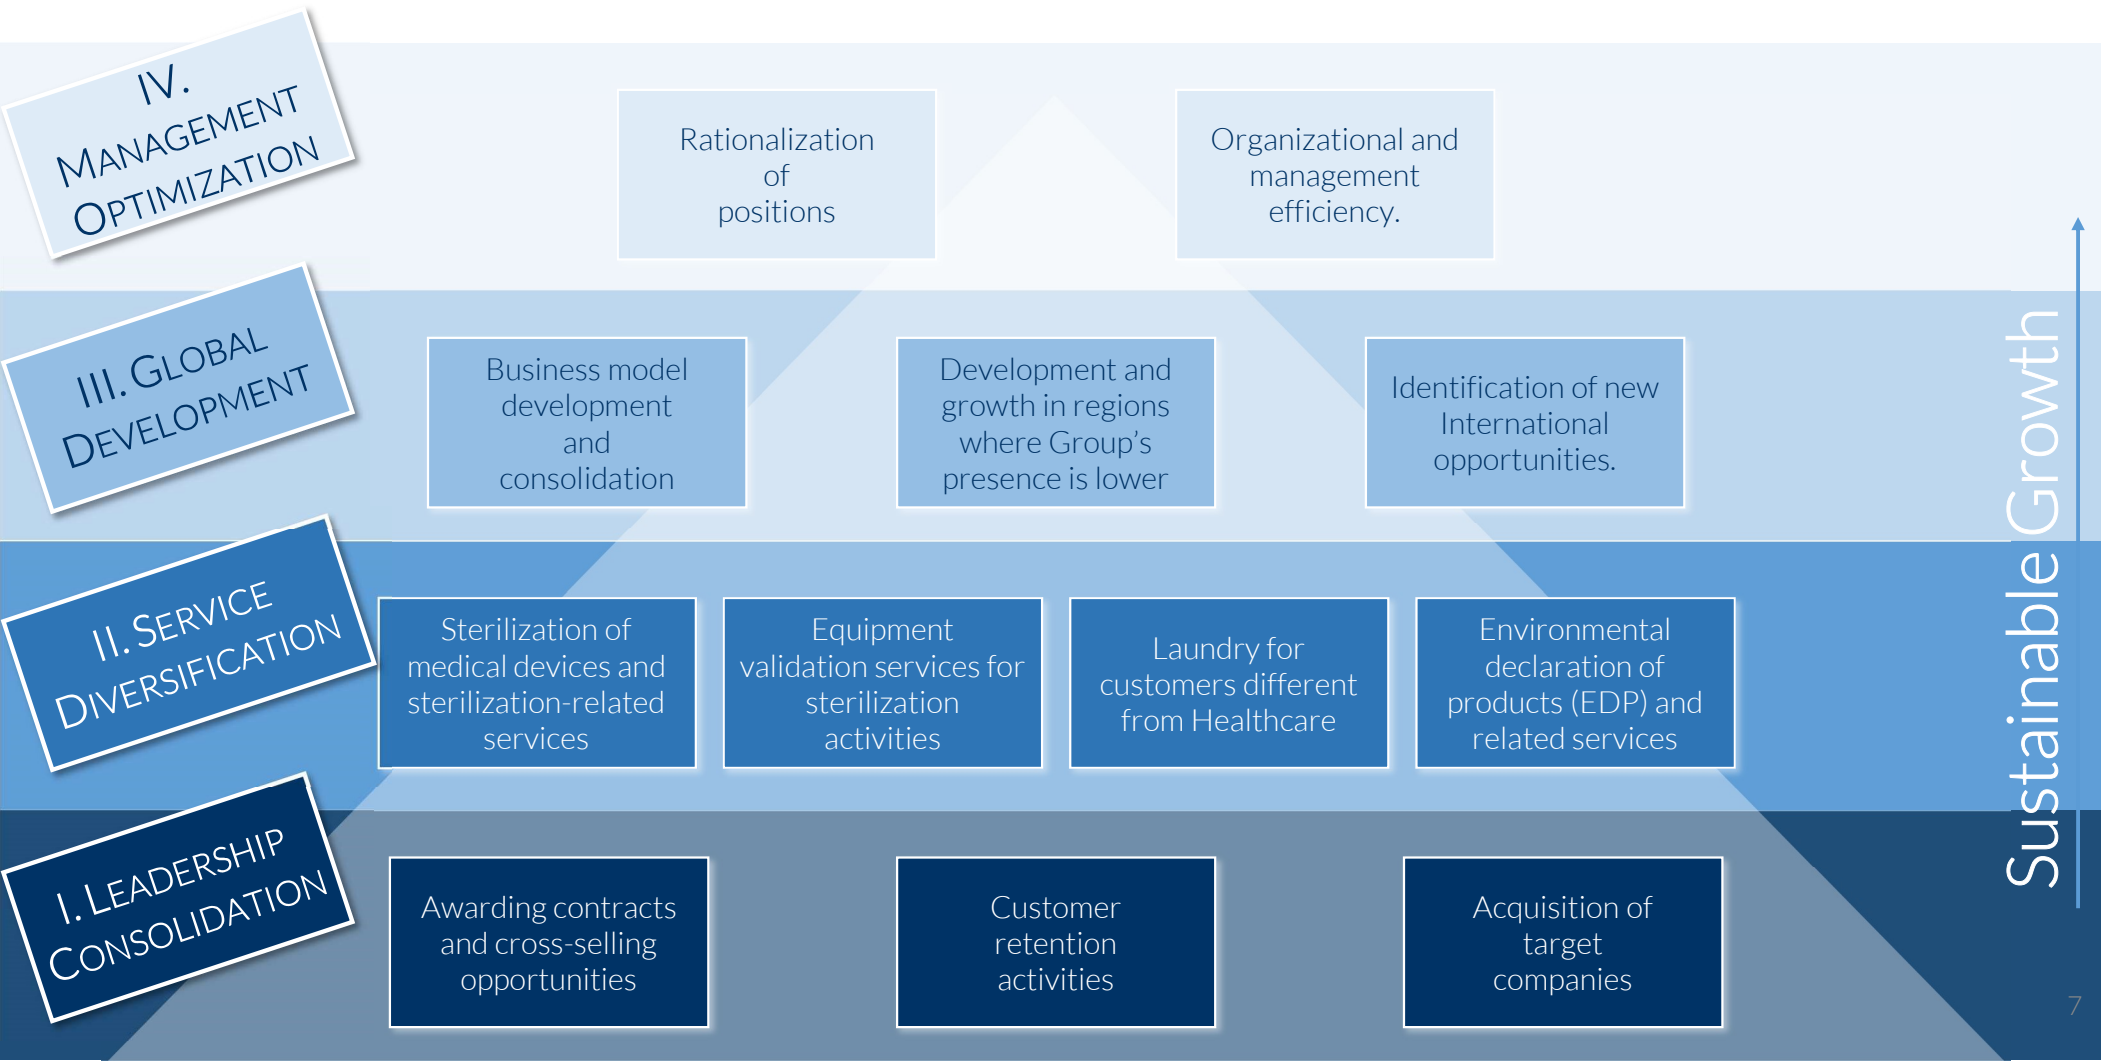 IV.
MANAGEMENT
OPTIMIZATION
Rationalization
of
positions
Organizational and
management
efficiency.
III. GLOBAL
DEVELOPMENT
Business model
development
and
consolidation
Development and
growth in regions
where Group’s
presence is lower
Identification of new
International
opportunities.
II. SERVICE
DIVERSIFICATION
Sterilization of
medical devices and
sterilization-related
services
Equipment
validation services for
sterilization
activities
Laundry for
customers different
from Healthcare
Environmental
declaration of
products (EDP) and
related services
I. LEADERSHIP
CONSOLIDATION
Awarding contracts
and cross-selling
opportunities
Customer
retention
activities
Acquisition of
target
companies
Sustainable Growth
7